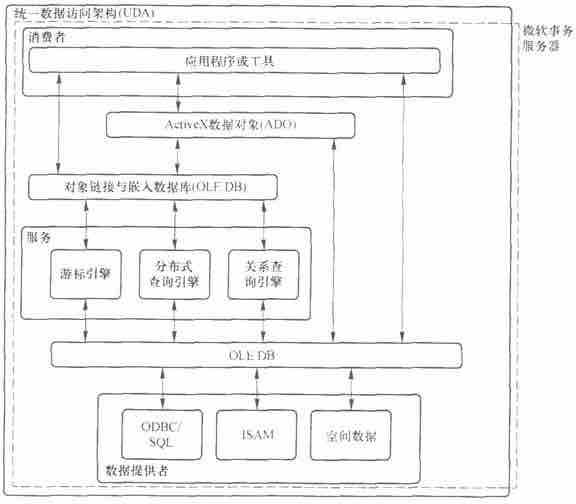 统一数据访问架构(UDA)
微软事务
服务器
消费者
应用程序或工具
ActiveX数据对象(ADO)
对象链接与嵌入数据库(OLE DB)
服务
游标引擎
分布式
查询引擎
关系查
询引擎
OLE DB
ODBC/
SQL
ISAM
空间数据
数据提供者